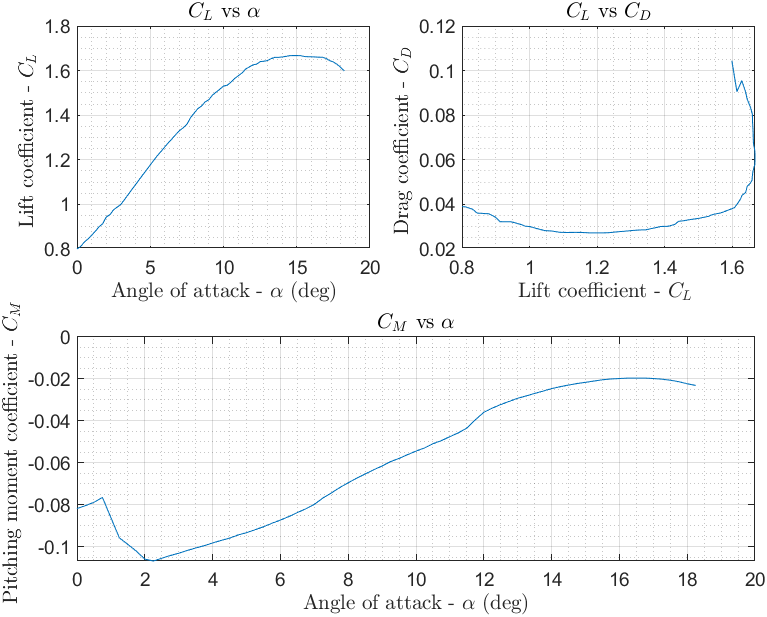 C_L vs α
Lift coefficient - C_L
1.8
1.6
1.4
1.2
1
0.8
0 5 10 15 20
Angle of attack - α (deg)
C_L vs C_D
Drag coefficient - C_D
0.12
0.1
0.08
0.06
0.04
0.02
0.8 1 1.2 1.4 1.6
Lift coefficient - C_L
C_M vs α
Pitching moment coefficient - C_M
0
-0.02
-0.04
-0.06
-0.08
-0.1
0 2 4 6 8 10 12 14 16 18 20
Angle of attack - α (deg)